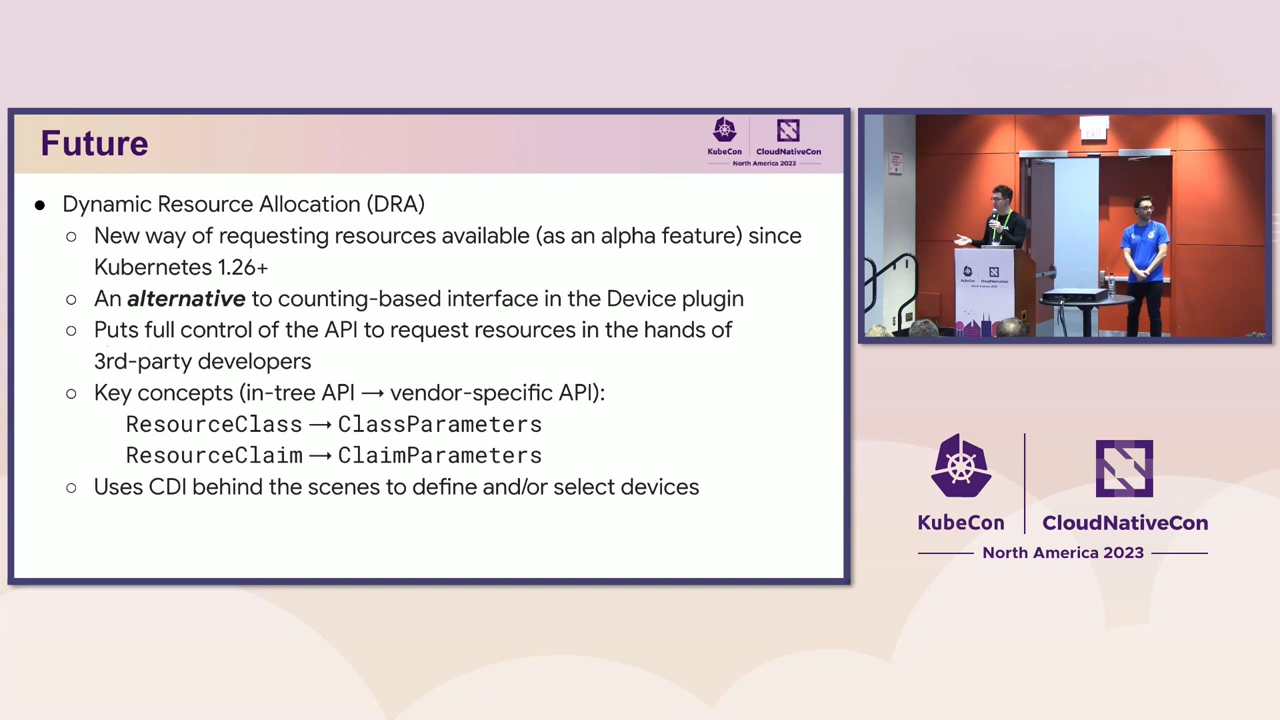 Future
KubeCon
CloudNativeCon
North America 2023
● Dynamic Resource Allocation (DRA)
○ New way of requesting resources available (as an alpha feature) since
Kubernetes 1.26+
○ An alternative to counting-based interface in the Device plugin
○ Puts full control of the API to request resources in the hands of
3rd-party developers
○ Key concepts (in-tree API → vendor-specific API):
ResourceClass → ClassParameters
ResourceClaim → ClaimParameters
○ Uses CDI behind the scenes to define and/or select devices
EXIT
KubeCon
CloudNativeCon
North America 2023